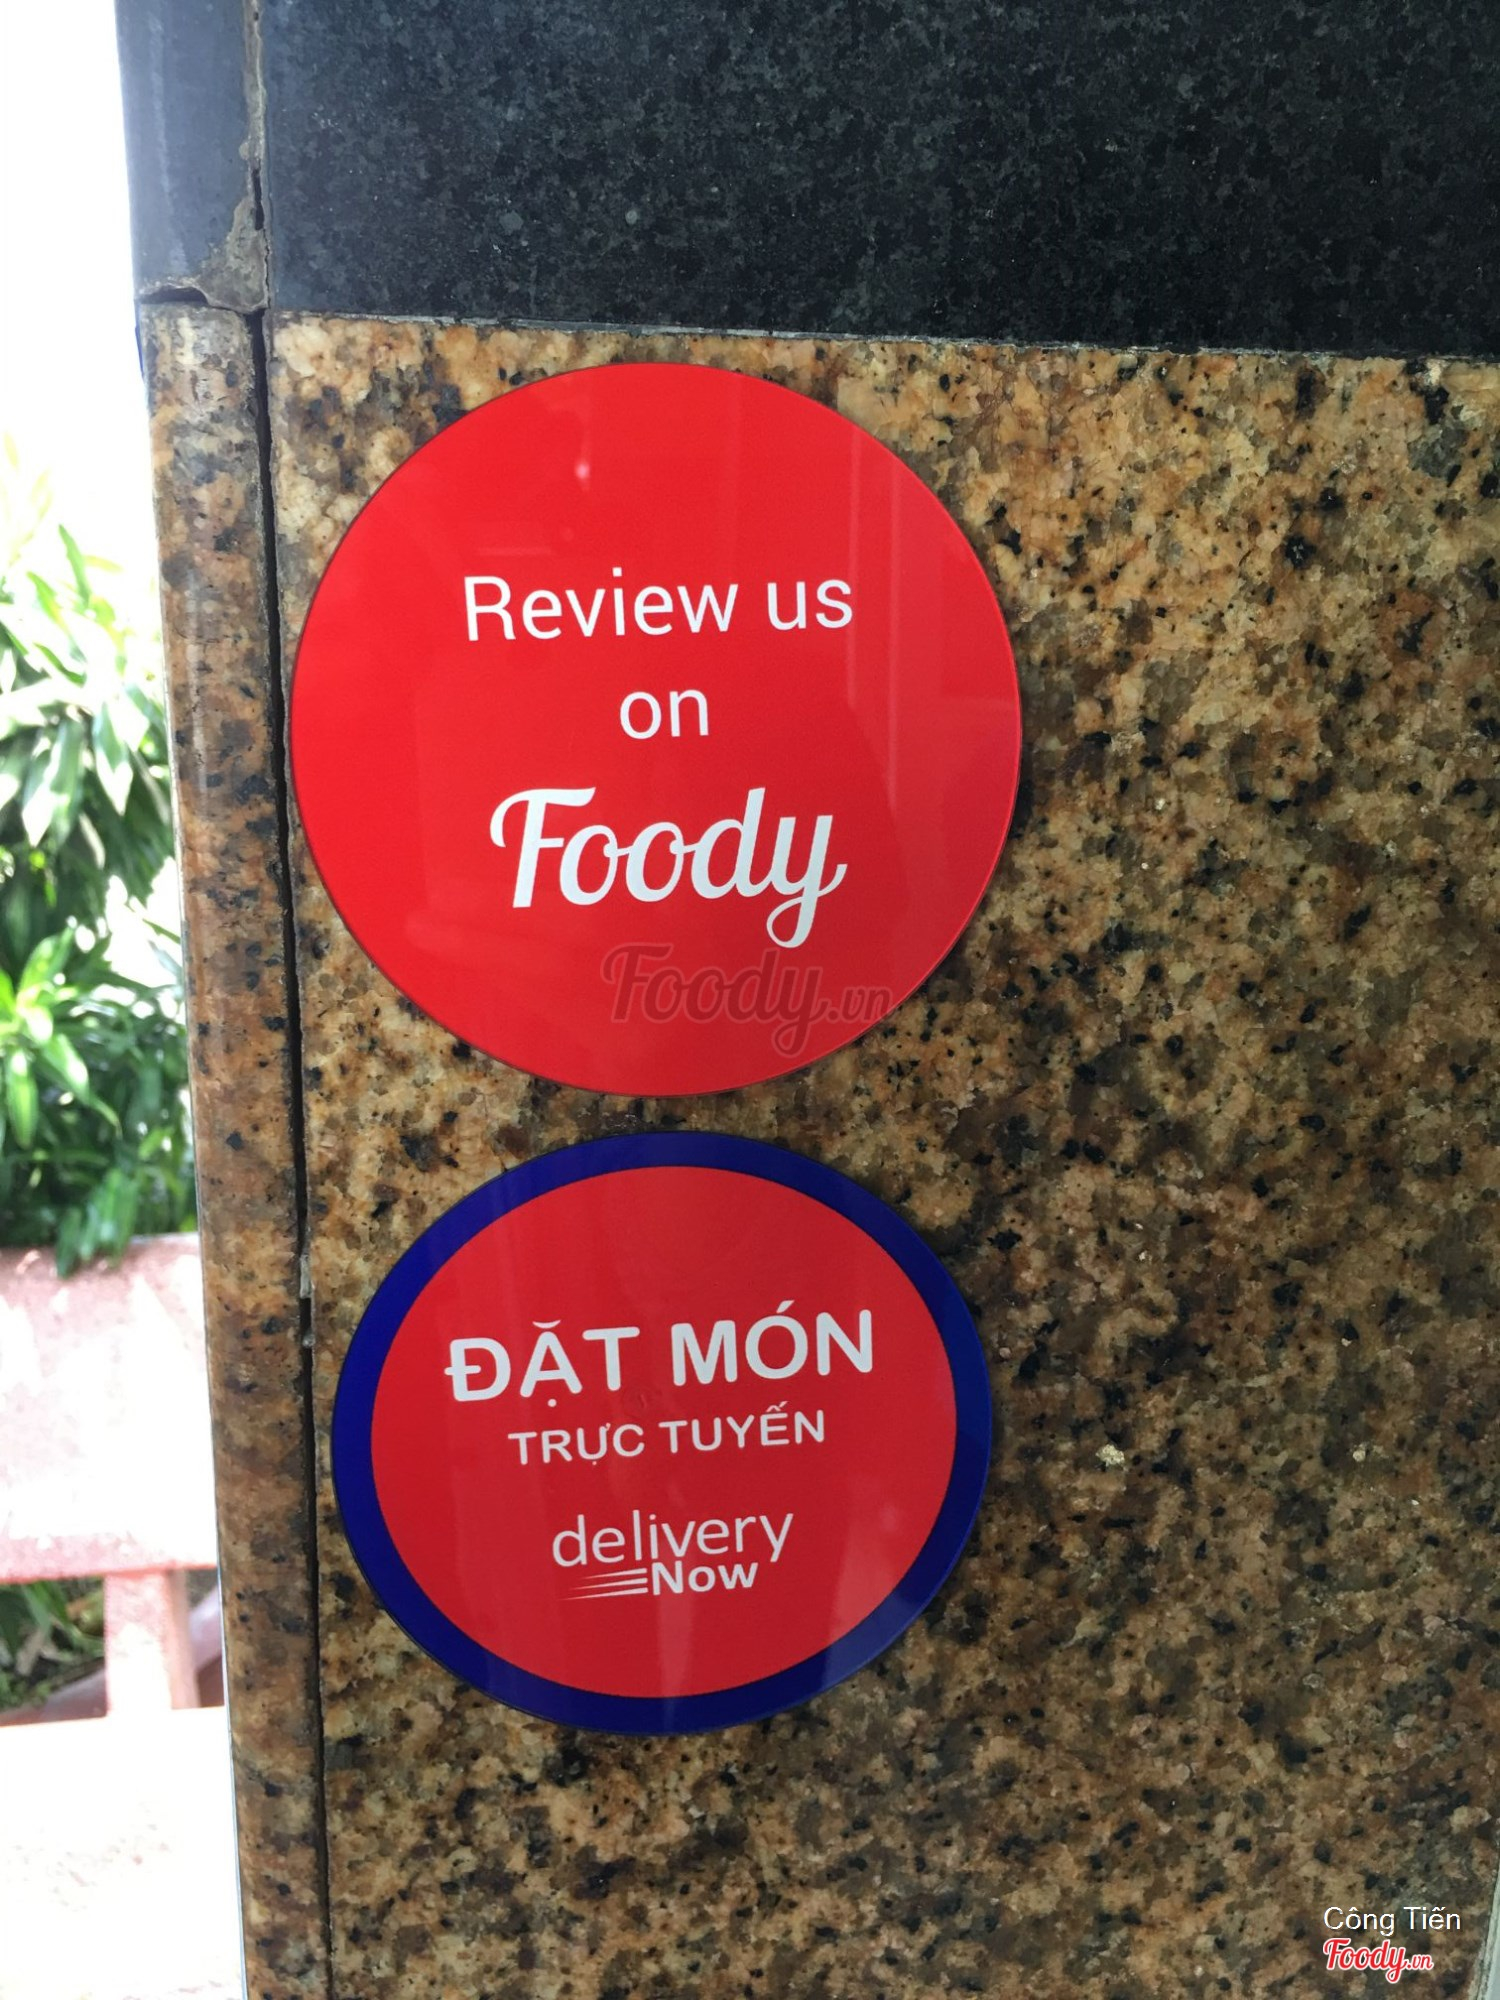 Review us
on
Foody
Foody.vn
ĐẶT MÓN
TRỰC TUYẾN
delivery
Now
Công Tiến
Foody.vn